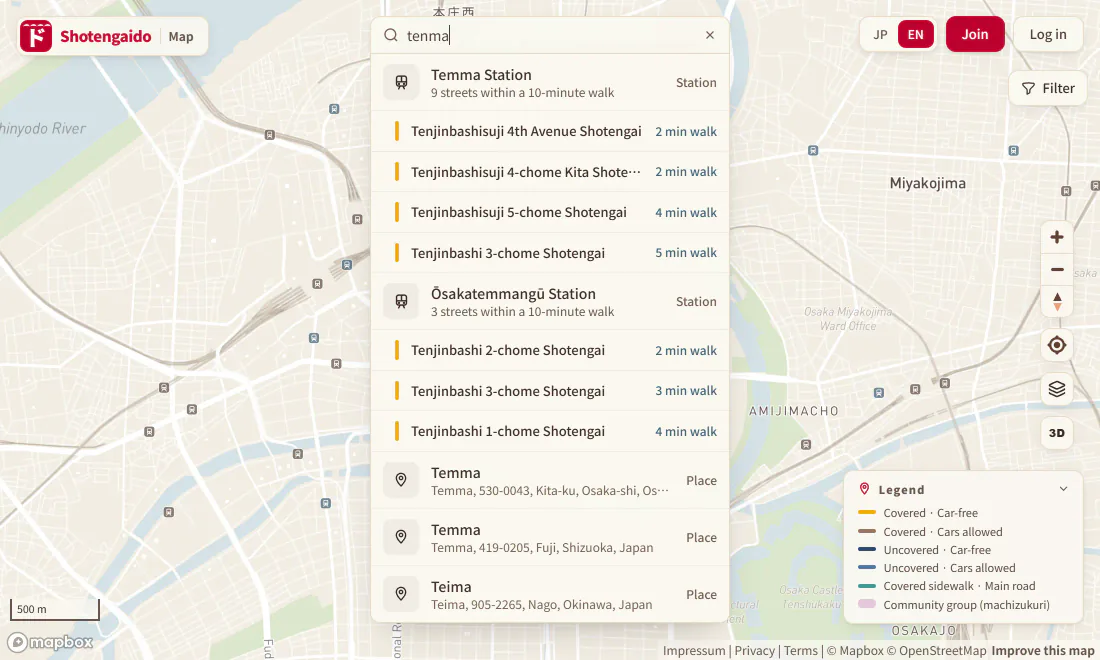 本庄西
Shotengaido
Map
tenma
JP
EN
Join
Log in
Filter
Temma Station
9 streets within a 10-minute walk
Station
Tenjinbashisuji 4th Avenue Shotengai
2 min walk
Tenjinbashisuji 4-chome Kita Shote…
2 min walk
Tenjinbashisuji 5-chome Shotengai
4 min walk
Tenjinbashi 3-chome Shotengai
5 min walk
Ōsakatemmangū Station
3 streets within a 10-minute walk
Station
Tenjinbashi 2-chome Shotengai
2 min walk
Tenjinbashi 3-chome Shotengai
3 min walk
Tenjinbashi 1-chome Shotengai
4 min walk
Temma
Temma, 530-0043, Kita-ku, Osaka-shi, Os…
Place
Temma
Temma, 419-0205, Fuji, Shizuoka, Japan
Place
Teima
Teima, 905-2265, Nago, Okinawa, Japan
Place
hinyodo River
Miyakojima
Osaka Miyakojima
Ward Office
AMIJIMACHO
saka
3D
Legend
Covered · Car-free
Covered · Cars allowed
Uncovered · Car-free
Uncovered · Cars allowed
Covered sidewalk · Main road
Community group (machizukuri)
Osaka Castle
Tenshukaku
OSAKAJO
500 m
mapbox
Impressum | Privacy | Terms | © Mapbox © OpenStreetMap Improve this map